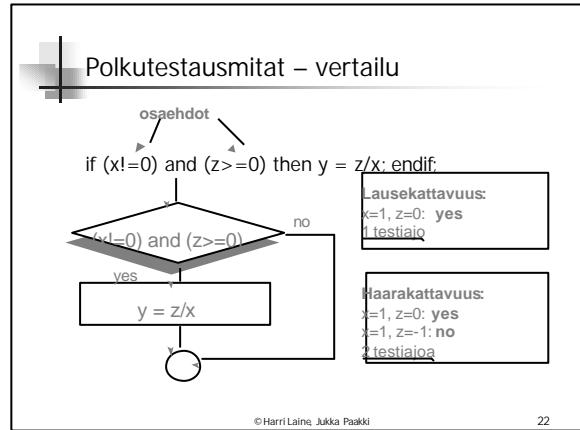 Polkutestausmitat – vertailu
osaehdot
if (x!=0) and (z>=0) then y = z/x; endif;
(x!=0) and (z>=0)
no
yes
y = z/x
Lausekattavuus:
x=1, z=0: yes
1 testiajo
Haarakattavuus:
x=1, z=0: yes
x=1, z=-1: no
2 testiajoa
© Harri Laine, Jukka Paakki
22